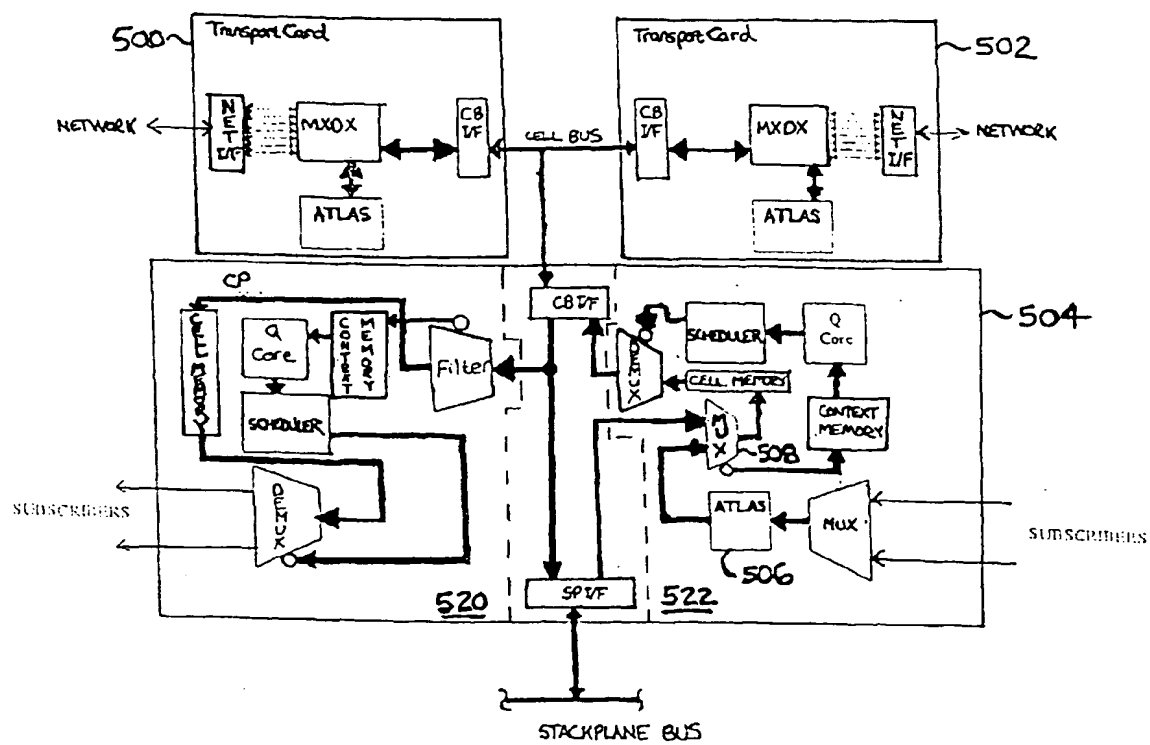 500
Transport Card
NETWORK
NET I/F
MXDX
ATLAS
CB I/F
CELL BUS
Transport Card
502
CB I/F
MXDX
ATLAS
NET I/F
NETWORK
CP
Q Core
CONTEXT MEMORY
Filter
SCHEDULER
DEMUX
SUBSCRIBERS
520
CB I/F
SP I/F
STACKPLANE BUS
504
DEMUX
SCHEDULER
Q Core
CELL MEMORY
CONTEXT MEMORY
MUX
508
ATLAS
506
MUX
SUBSCRIBERS
522